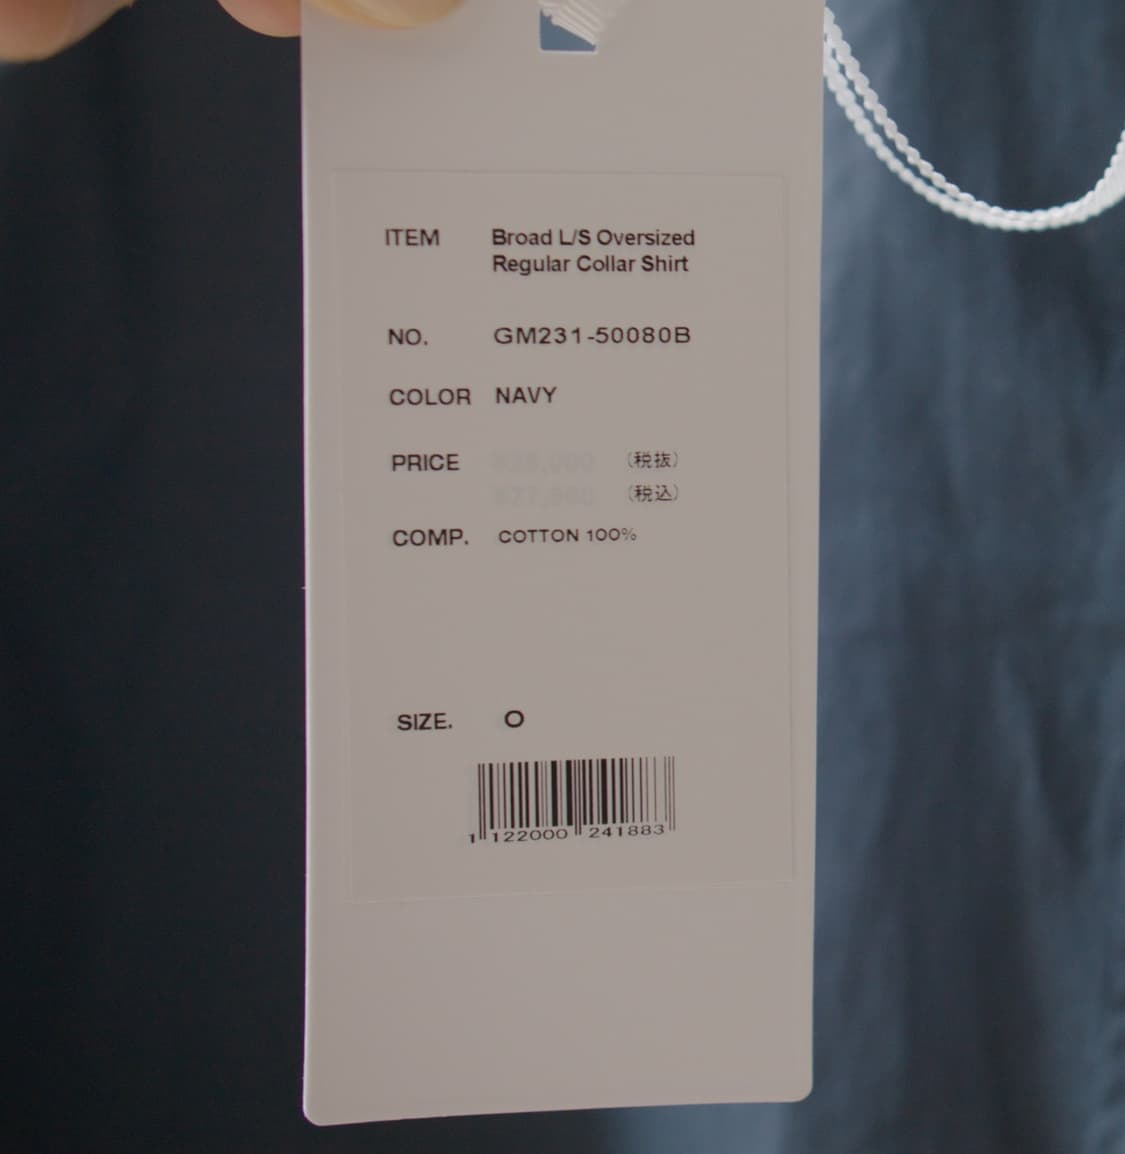 ITEM Broad L/S Oversized
Regular Collar Shirt
NO. GM231-50080B
COLOR NAVY
PRICE （税抜）
（税込）
COMP. COTTON 100%
SIZE. O
1 122000 241883